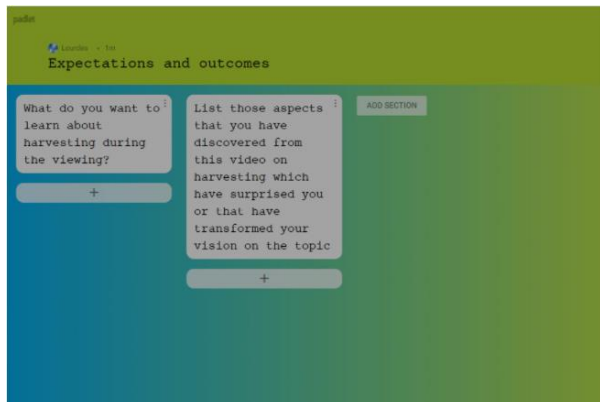 padlet
Lourdes • 1m
Expectations and outcomes
What do you want to
learn about
harvesting during
the viewing?
+
List those aspects
that you have
discovered from
this video on
harvesting which
have surprised you
or that have
transformed your
vision on the topic
+
ADD SECTION